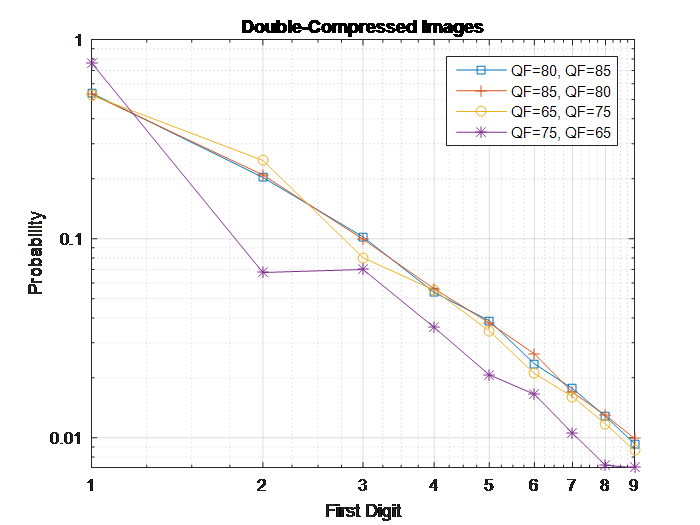 Double-Compressed Images
1
QF=80, QF=85
QF=85, QF=80
QF=65, QF=75
QF=75, QF=65
0.1
Probability
0.01
1 2 3 4 5 6 7 8 9
First Digit